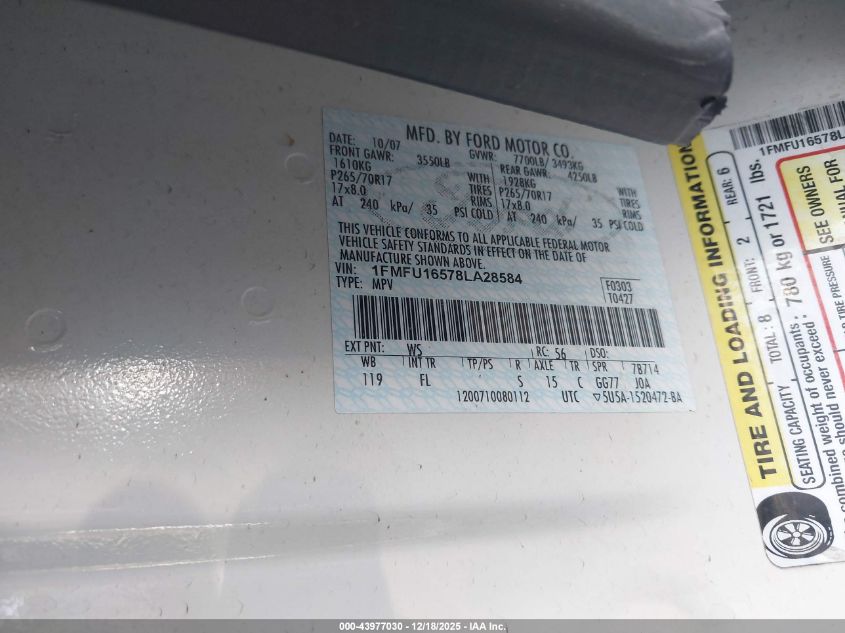 MFD. BY FORD MOTOR CO.
DATE: 10/07 GVWR: 7700LB/ 3493KG
FRONT GAWR: 3550LB REAR GAWR: 4250LB
1610KG WITH 1928KG WITH
P265/70R17 TIRES P265/70R17 TIRES
17x8.0 RIMS 17x8.0 RIMS
AT 240 kPa/ 35 PSI COLD AT 240 kPa/ 35 PSI COLD
THIS VEHICLE CONFORMS TO ALL APPLICABLE FEDERAL MOTOR
VEHICLE SAFETY STANDARDS IN EFFECT ON THE DATE OF
MANUFACTURE SHOWN ABOVE.
VIN: 1FMFU16578LA28584
TYPE: MPV F0303
T0427
EXT PNT: WS RC: 56 DSO:
WB INT TR TP/PS R AXLE TR SPR 7B714
119 FL S 15 C GG77 J0A
1200710080112 UTC ▽5U5A-1520472-BA
1FMFU16578L
TIRE AND LOADING INFORMATION
SEATING CAPACITY TOTAL: 8 FRONT: 2 REAR: 6
combined weight of occupants
should never exceed : 780 kg or 1721 lbs.
SEE OWNERS
TIRE PRESSURE
000-43977030 - 12/18/2025 - IAA Inc.